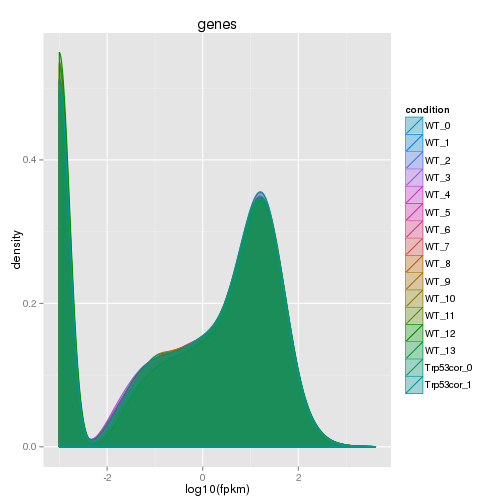 genes
density
0.4
0.2
0.0
-2
0
2
log10(fpkm)
condition
WT_0
WT_1
WT_2
WT_3
WT_4
WT_5
WT_6
WT_7
WT_8
WT_9
WT_10
WT_11
WT_12
WT_13
Trp53cor_0
Trp53cor_1